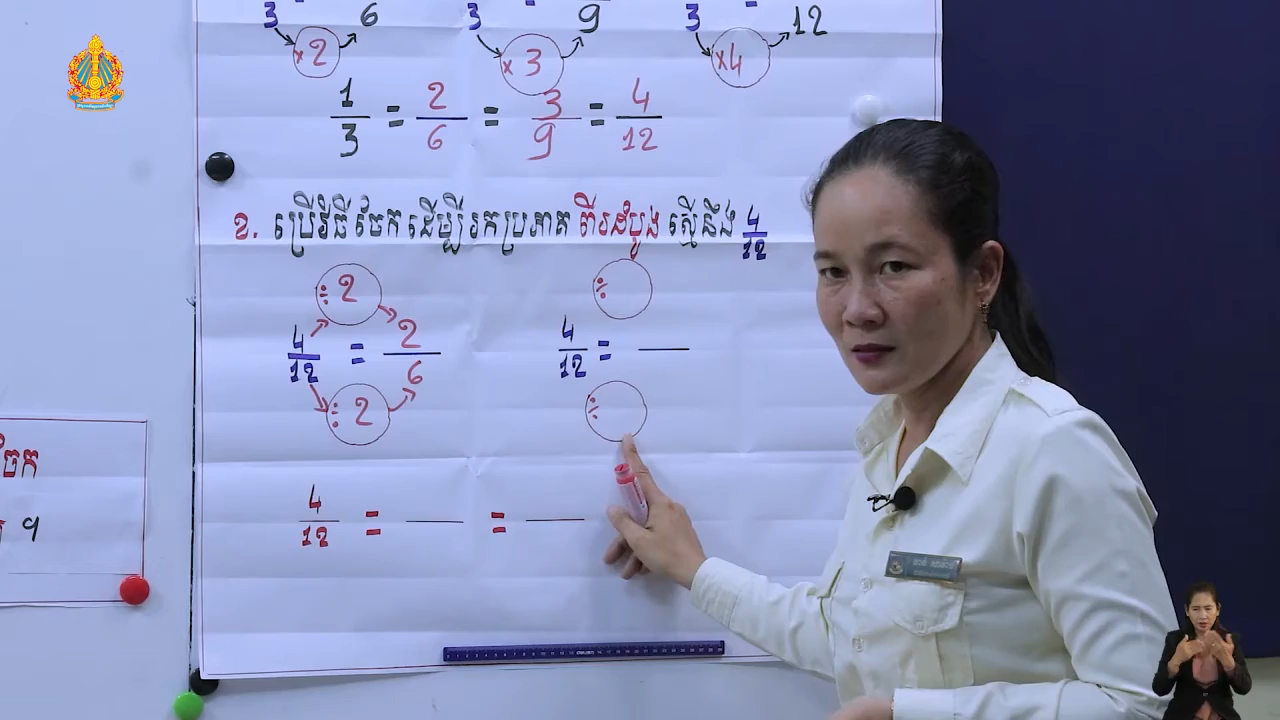 3 6 3 9 3 12
×2 ×3 ×4
1/3 = 2/6 = 3/9 = 4/12
ខ. ប្រើវិធីចែក ដើម្បី រកប្រភាគ ពីរដំបូង ស្មើនឹង 4/12
÷ 2 ÷
4/12 = 2/6 4/12 =
÷ 2 ÷
4/12 = =
ចែក